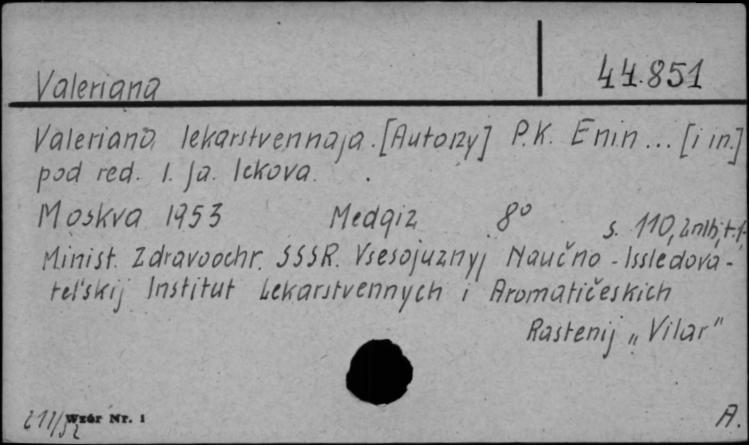 Valeriana 44.851
Valeriana lekarstvennaja. [Autorzy] P.K. Enin ... [i in.]
pod red. I. Ja. Ickova.
Moskva 1953 Medgiz 8° s. 110,
Minist. Zdravoochr. SSSR. Vsesojuznyj Naučno-Issledova-
tel'skij Institut Lekarstvennych i Aromatičeskich
Rastenij „Vilar"
Wzór Nr. 1 A.